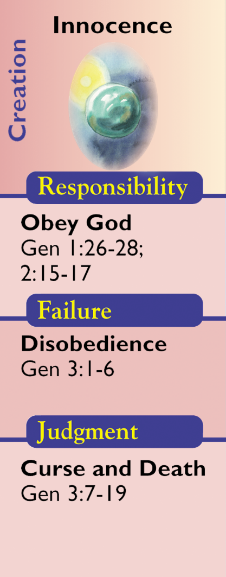 Innocence
Creation
Responsibility
Obey God
Gen 1:26-28;
2:15-17
Failure
Disobedience
Gen 3:1-6
Judgment
Curse and Death
Gen 3:7-19